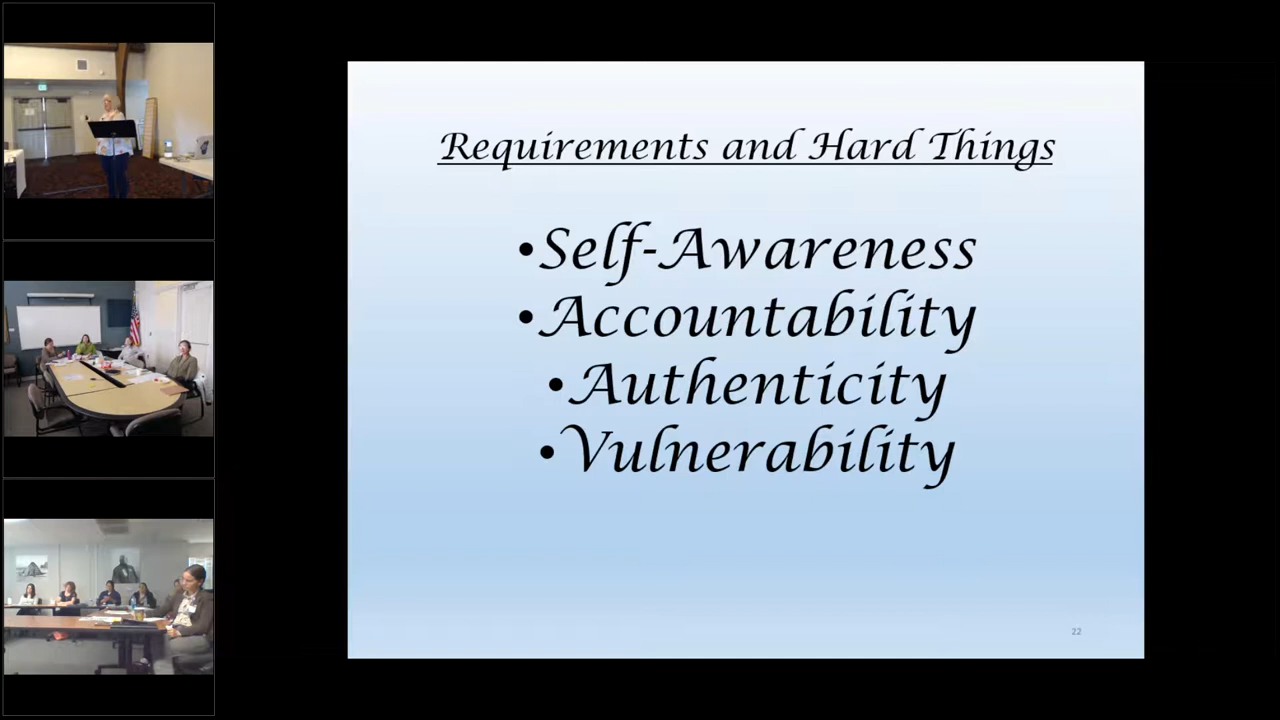 Requirements and Hard Things
•Self-Awareness
•Accountability
•Authenticity
•Vulnerability
22